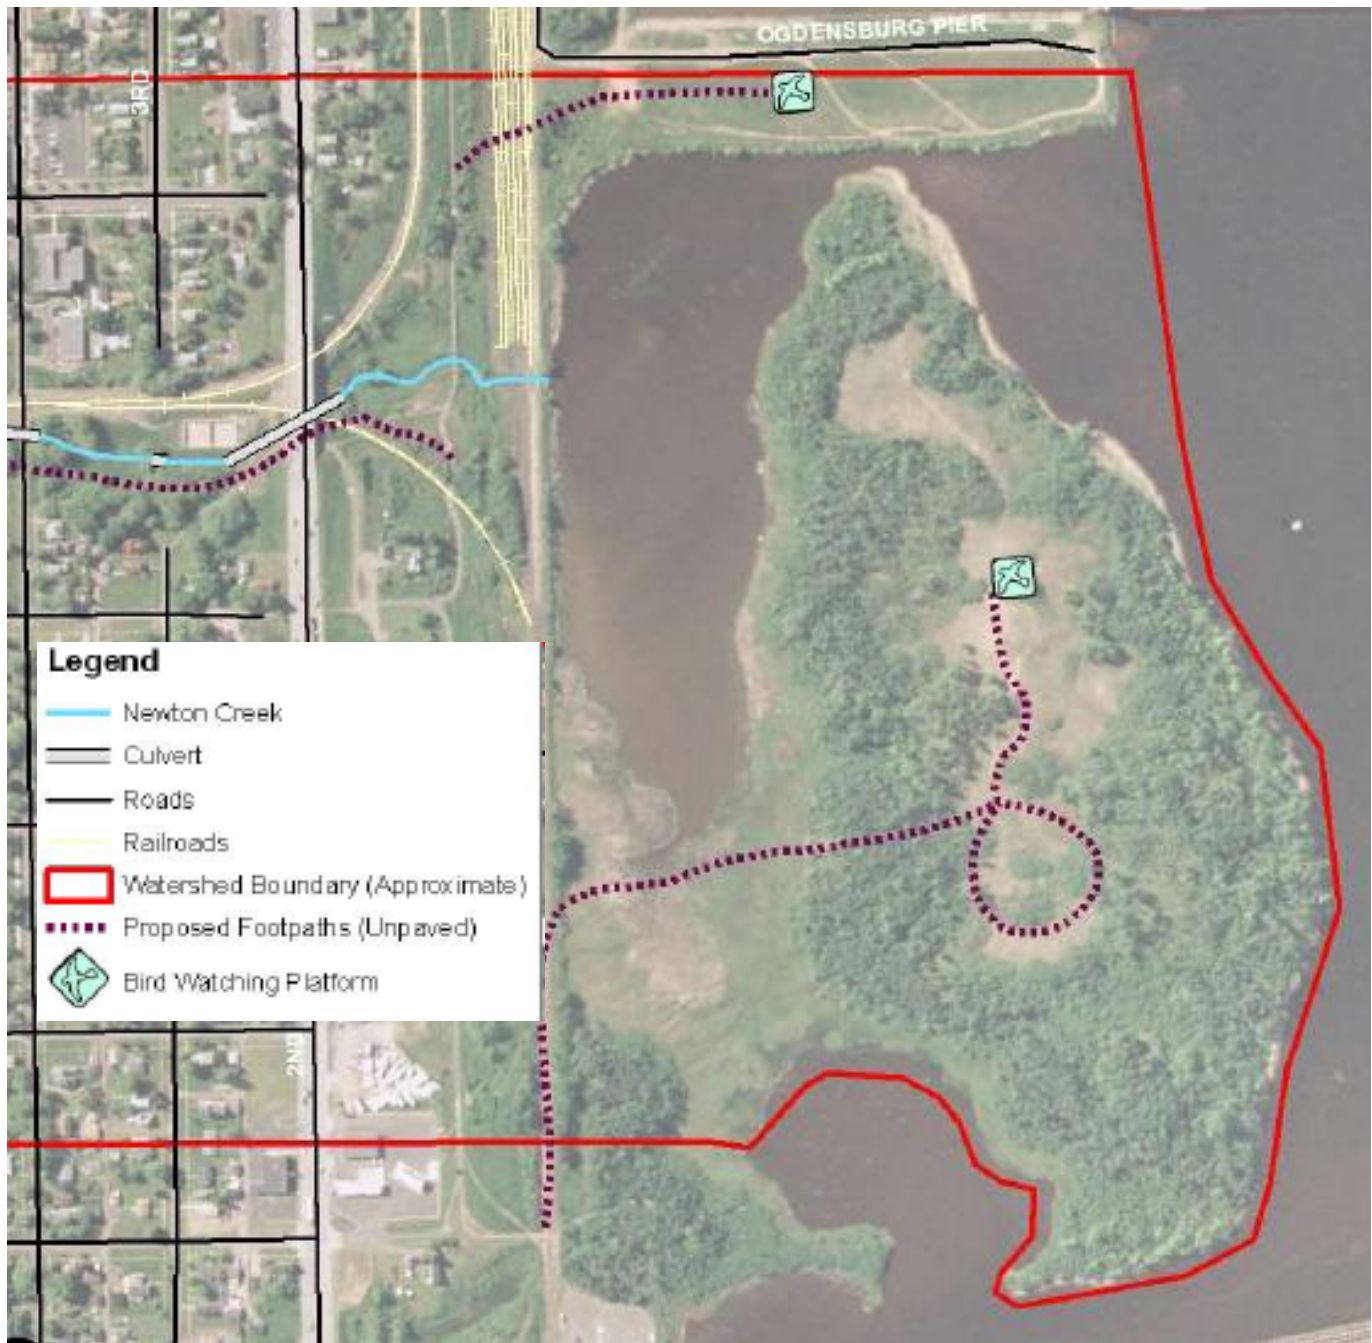 OGDENSBURG PIER
3RD
Legend
Newton Creek
Culvert
Roads
Railroads
Watershed Boundary (Approximate)
Proposed Footpaths (Unpaved)
Bird Watching Platform
2ND